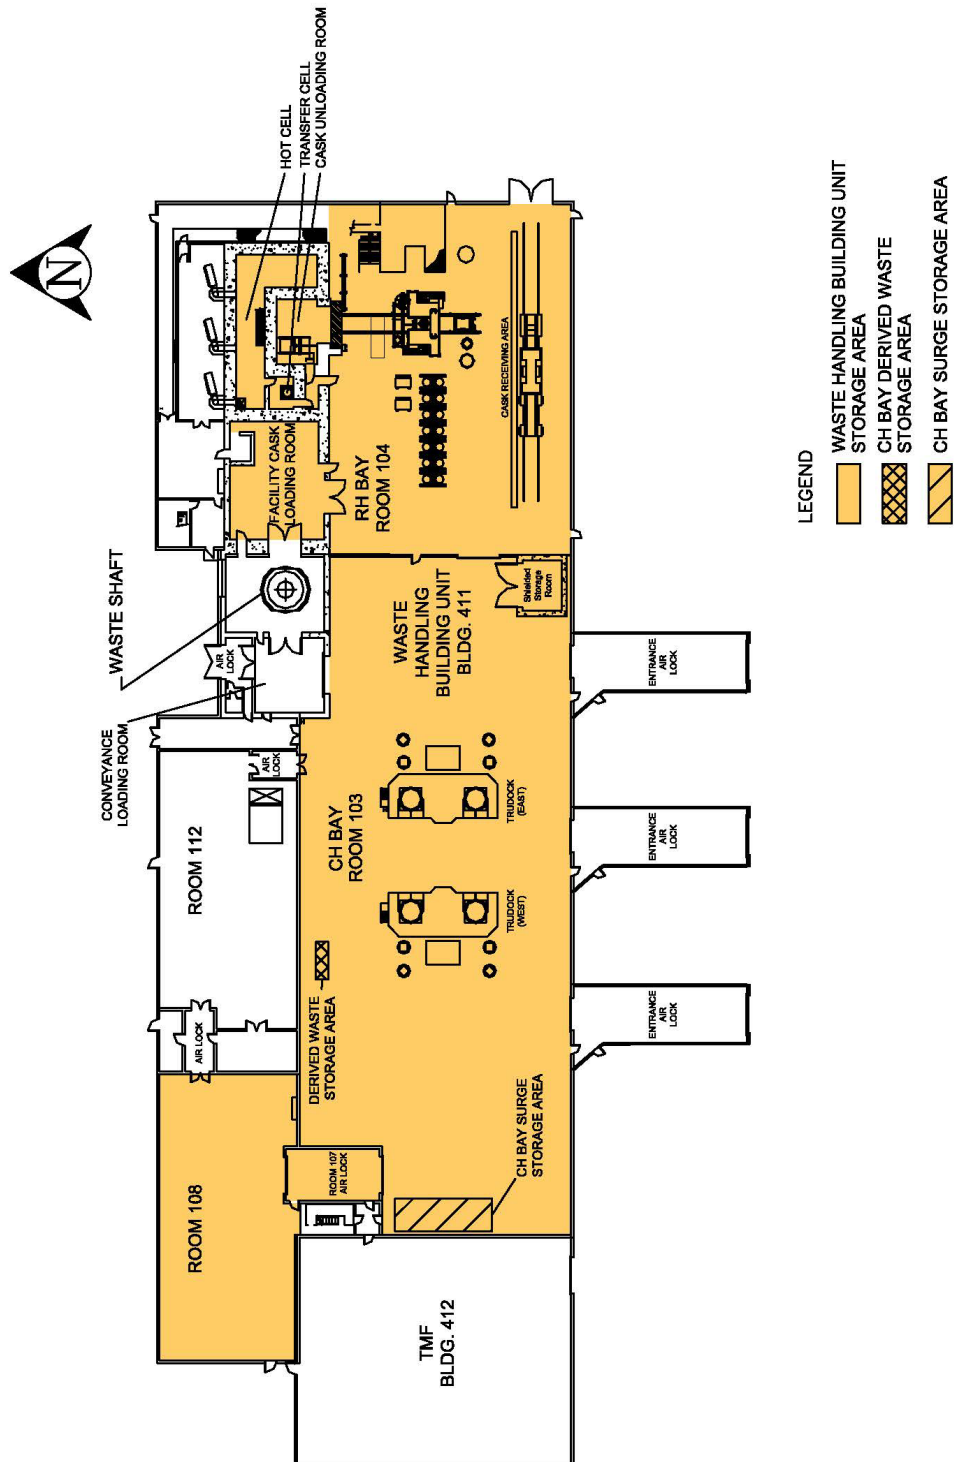 N
HOT CELL
TRANSFER CELL
CASK UNLOADING ROOM
WASTE SHAFT
CONVEYANCE
LOADING ROOM
FACILITY CASK
LOADING ROOM
AIR
LOCK
AIR
LOCK
ROOM 112
AIR LOCK
ROOM 108
RH BAY
ROOM 104
CASK RECEIVING AREA
WASTE
HANDLING
BUILDING UNIT
BLDG. 411
Shielded
Storage
Room
CH BAY
ROOM 103
TRUDOCK
(EAST)
TRUDOCK
(WEST)
DERIVED WASTE
STORAGE AREA
ROOM 107
AIR LOCK
CH BAY SURGE
STORAGE AREA
TMF
BLDG. 412
ENTRANCE
AIR
LOCK
ENTRANCE
AIR
LOCK
ENTRANCE
AIR
LOCK
LEGEND
WASTE HANDLING BUILDING UNIT
STORAGE AREA
CH BAY DERIVED WASTE
STORAGE AREA
CH BAY SURGE STORAGE AREA